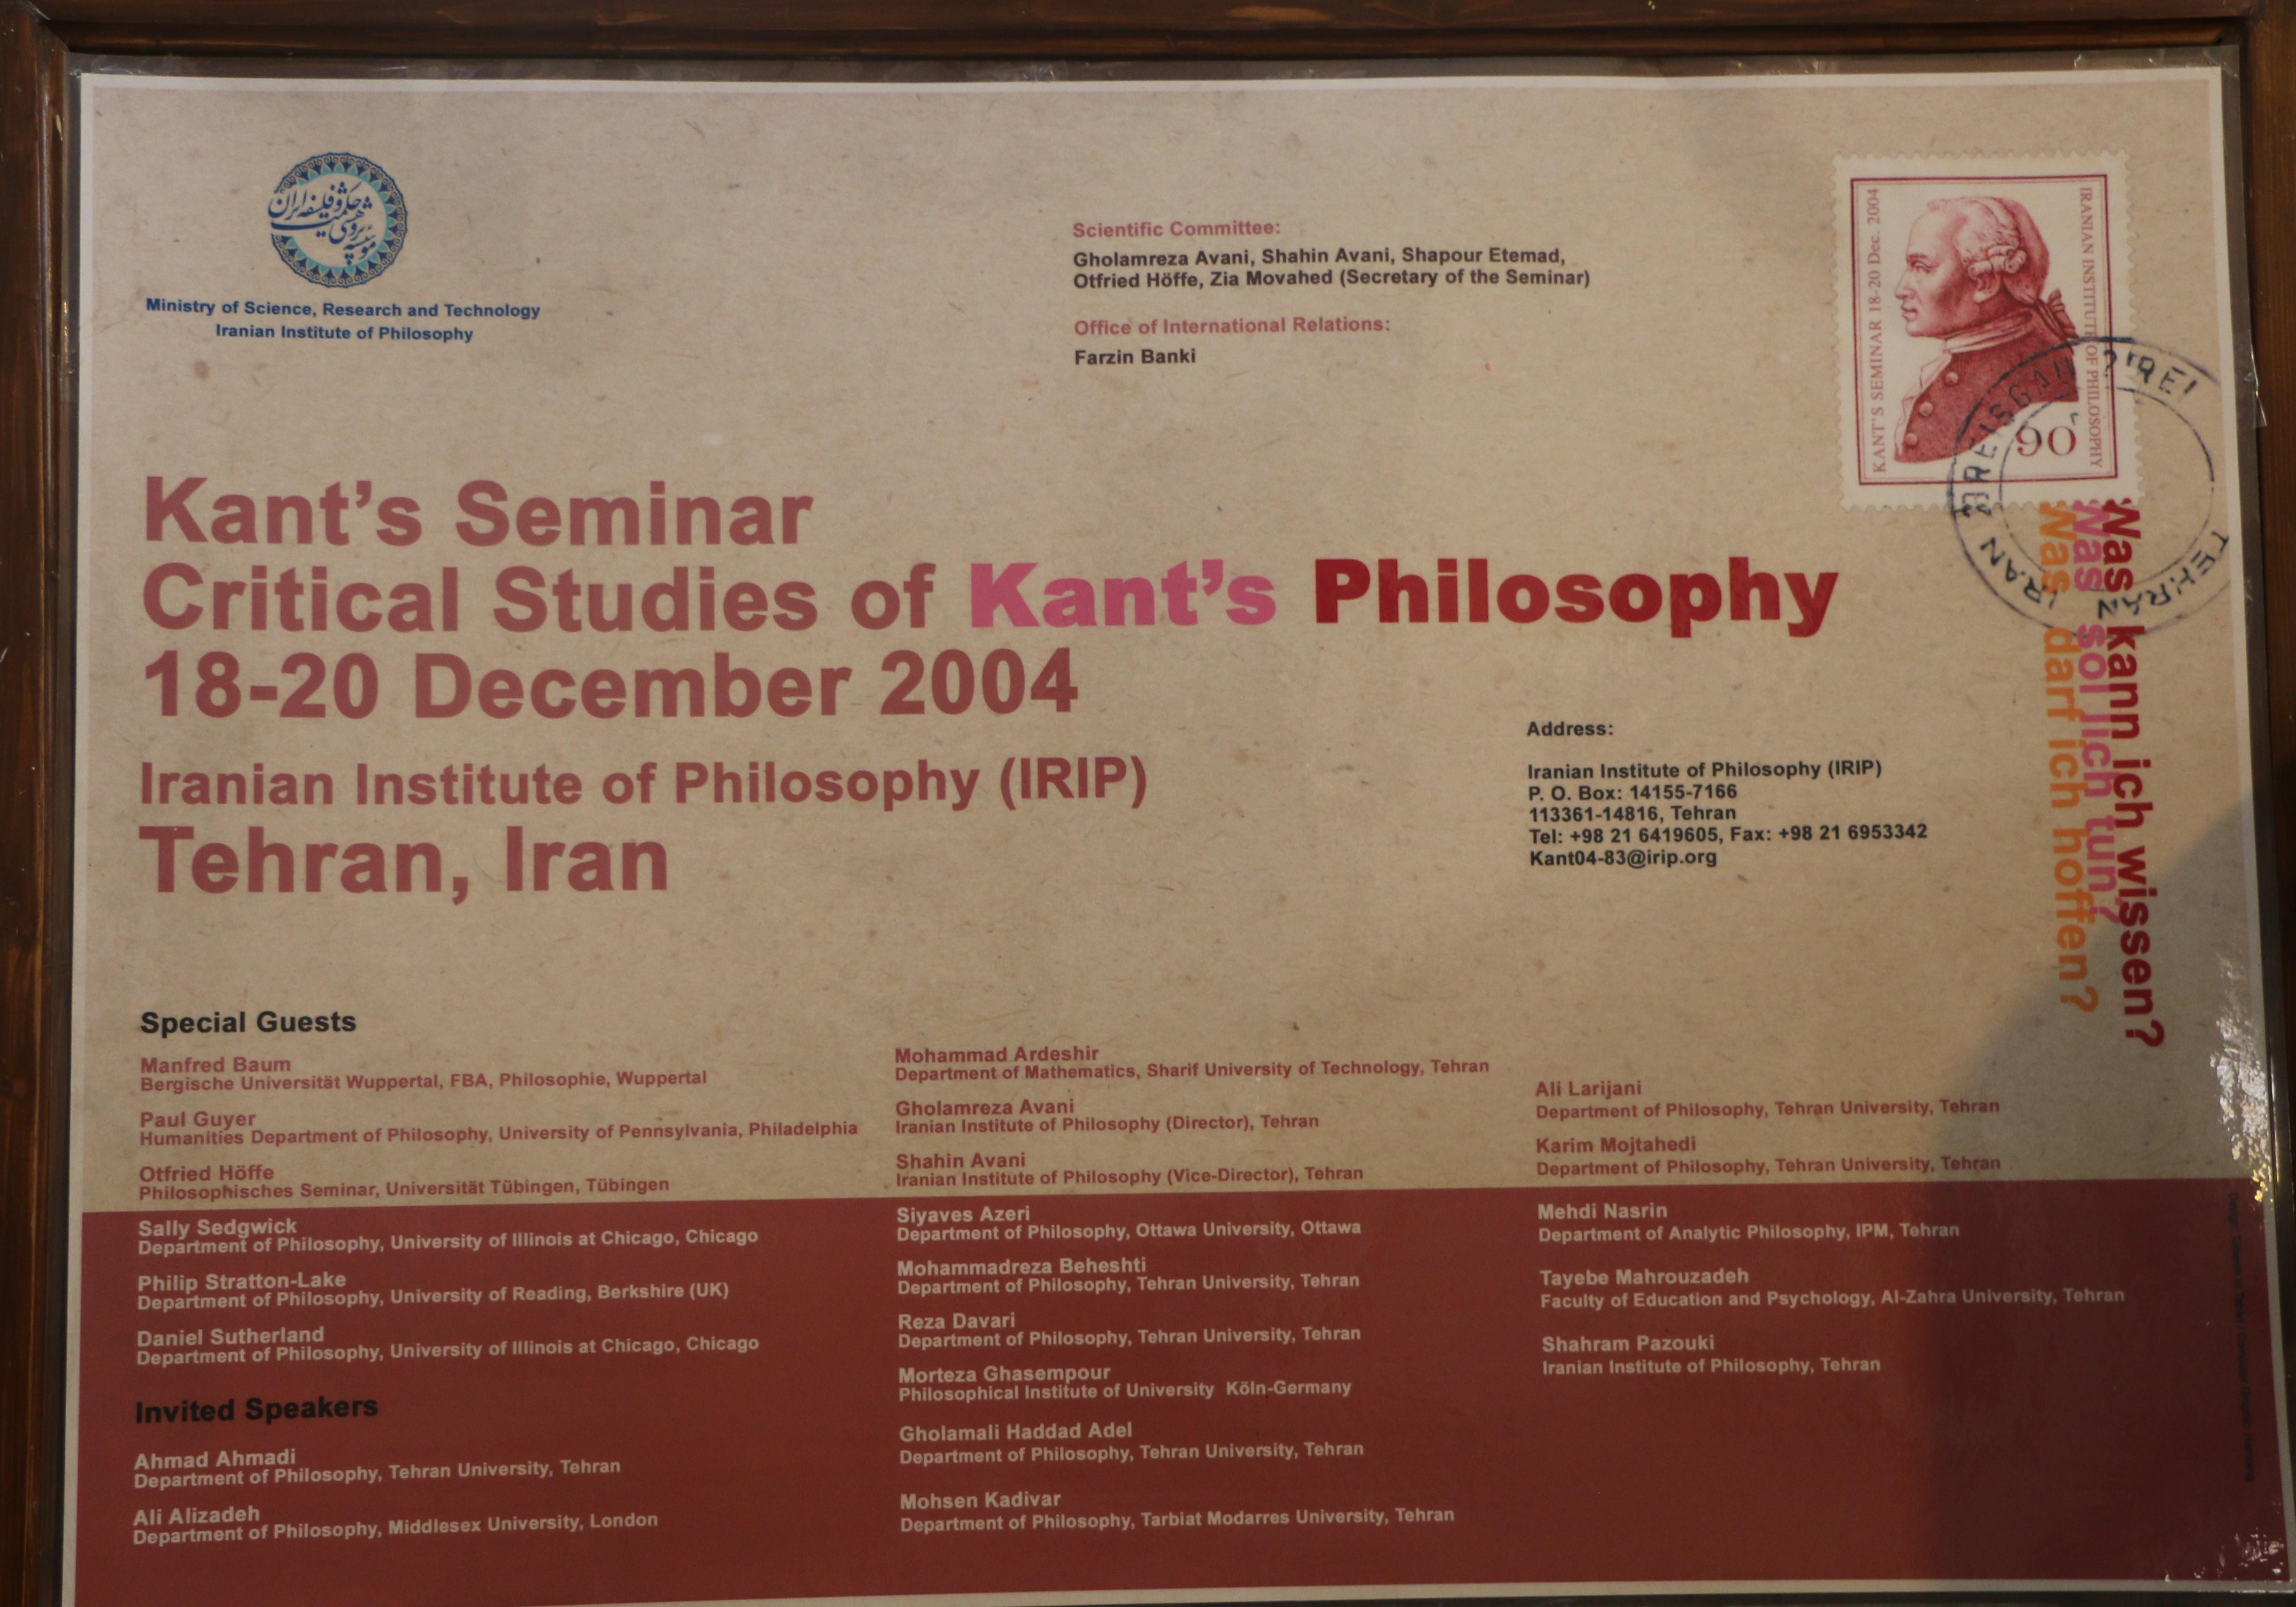 موسسه پژوهشی حکمت و فلسفه ایران
Ministry of Science, Research and Technology
Iranian Institute of Philosophy
Scientific Committee:
Gholamreza Avani, Shahin Avani, Shapour Etemad,
Otfried Höffe, Zia Movahed (Secretary of the Seminar)
Office of International Relations:
Farzin Banki
KANT'S SEMINAR 18-20 Dec. 2004
IRANIAN INSTITUTE OF PHILOSOPHY
90
IRAN
TEHRAN
Kant's Seminar
Critical Studies of Kant's Philosophy
18-20 December 2004
Iranian Institute of Philosophy (IRIP)
Tehran, Iran
Was kann ich wissen?
Was sol lich tun?
Was darf ich hoffen?
Address:
Iranian Institute of Philosophy (IRIP)
P. O. Box: 14155-7166
113361-14816, Tehran
Tel: +98 21 6419605, Fax: +98 21 6953342
Kant04-83@irip.org
Special Guests
Manfred Baum
Bergische Universität Wuppertal, FBA, Philosophie, Wuppertal
Paul Guyer
Humanities Department of Philosophy, University of Pennsylvania, Philadelphia
Otfried Höffe
Philosophisches Seminar, Universität Tübingen, Tübingen
Sally Sedgwick
Department of Philosophy, University of Illinois at Chicago, Chicago
Philip Stratton-Lake
Department of Philosophy, University of Reading, Berkshire (UK)
Daniel Sutherland
Department of Philosophy, University of Illinois at Chicago, Chicago
Invited Speakers
Ahmad Ahmadi
Department of Philosophy, Tehran University, Tehran
Ali Alizadeh
Department of Philosophy, Middlesex University, London
Mohammad Ardeshir
Department of Mathematics, Sharif University of Technology, Tehran
Gholamreza Avani
Iranian Institute of Philosophy (Director), Tehran
Shahin Avani
Iranian Institute of Philosophy (Vice-Director), Tehran
Siyaves Azeri
Department of Philosophy, Ottawa University, Ottawa
Mohammadreza Beheshti
Department of Philosophy, Tehran University, Tehran
Reza Davari
Department of Philosophy, Tehran University, Tehran
Morteza Ghasempour
Philosophical Institute of University Köln-Germany
Gholamali Haddad Adel
Department of Philosophy, Tehran University, Tehran
Mohsen Kadivar
Department of Philosophy, Tarbiat Modarres University, Tehran
Ali Larijani
Department of Philosophy, Tehran University, Tehran
Karim Mojtahedi
Department of Philosophy, Tehran University, Tehran
Mehdi Nasrin
Department of Analytic Philosophy, IPM, Tehran
Tayebe Mahrouzadeh
Faculty of Education and Psychology, Al-Zahra University, Tehran
Shahram Pazouki
Iranian Institute of Philosophy, Tehran